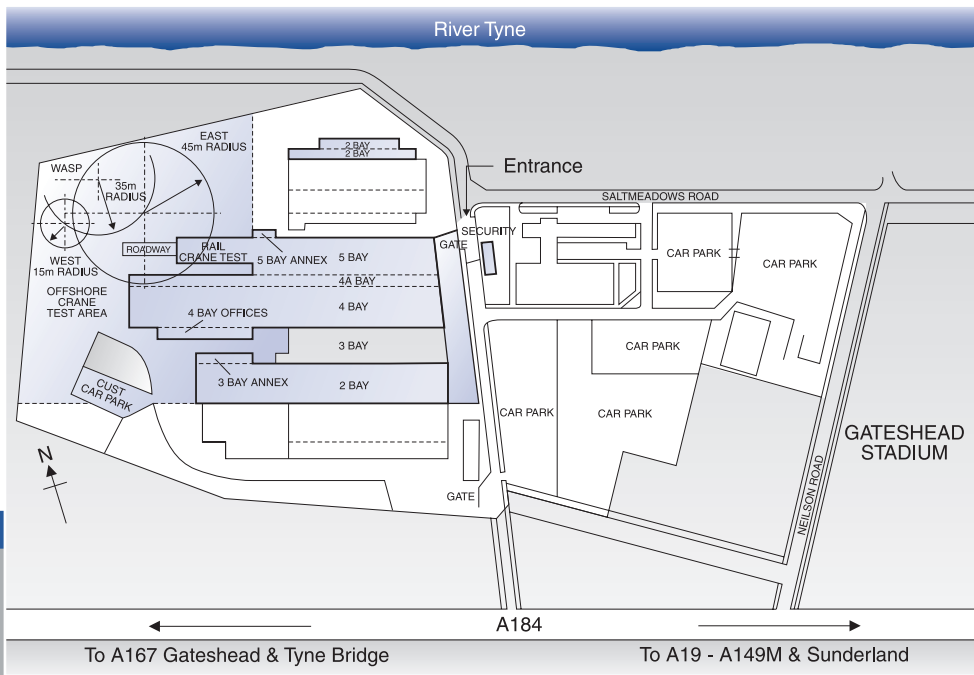 River Tyne
EAST
45m RADIUS
2 BAY
2 BAY
WASP
35m
RADIUS
Entrance
SALTMEADOWS ROAD
SECURITY
GATE
ROADWAY
RAIL
CRANE TEST
5 BAY ANNEX
5 BAY
CAR PARK
CAR PARK
WEST
15m RADIUS
4A BAY
OFFSHORE
CRANE
TEST AREA
4 BAY OFFICES
4 BAY
3 BAY
CAR PARK
CUST
CAR PARK
3 BAY ANNEX
2 BAY
CAR PARK
CAR PARK
GATESHEAD
STADIUM
N
GATE
NEILSON ROAD
A184
To A167 Gateshead & Tyne Bridge
To A19 - A149M & Sunderland